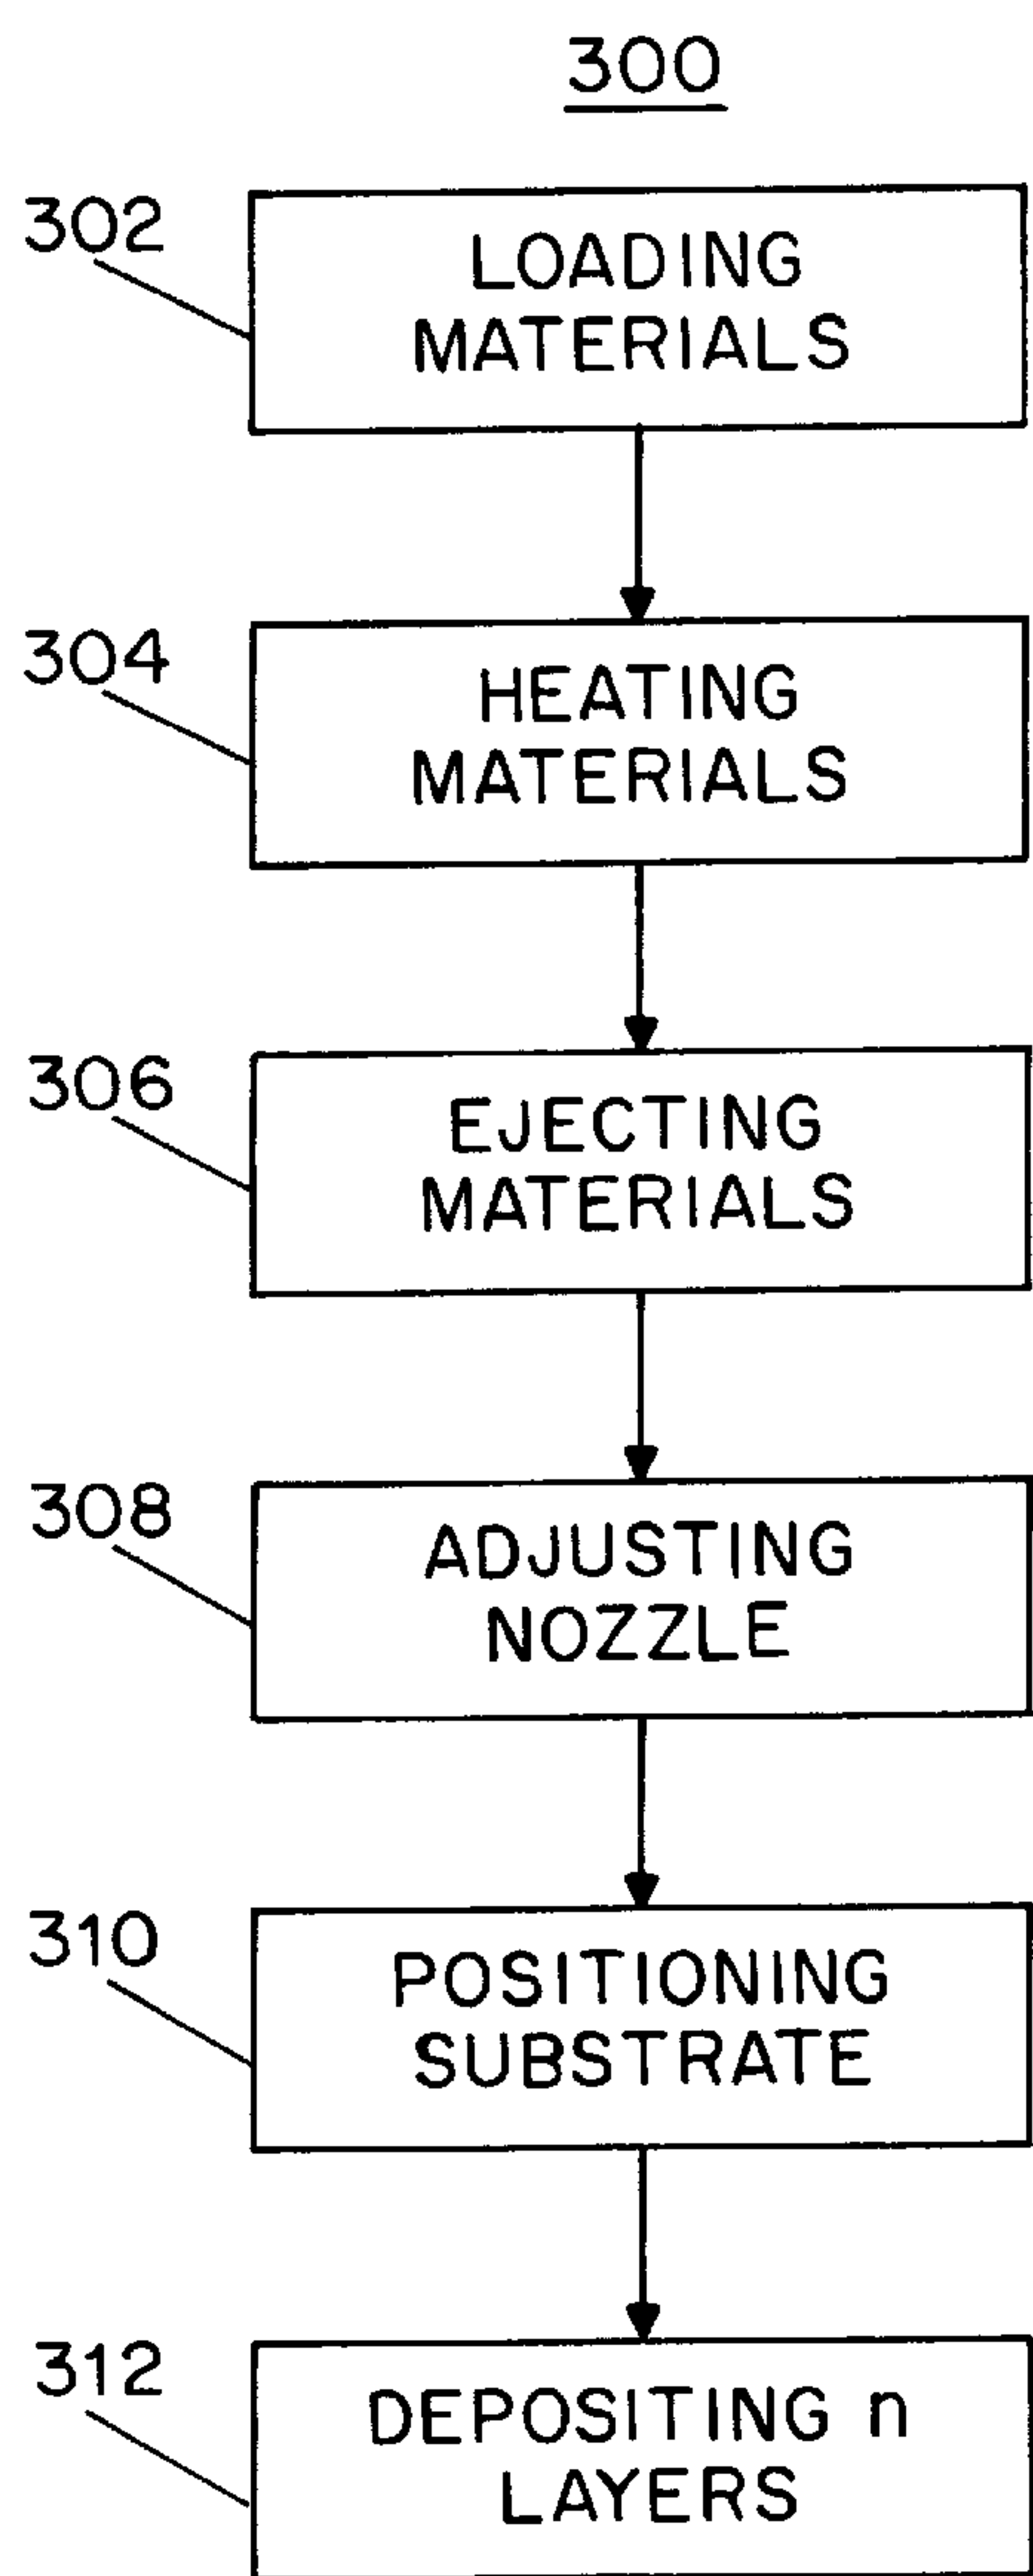 300
302
LOADING
MATERIALS
304
HEATING
MATERIALS
306
EJECTING
MATERIALS
308
ADJUSTING
NOZZLE
310
POSITIONING
SUBSTRATE
312
DEPOSITING n
LAYERS